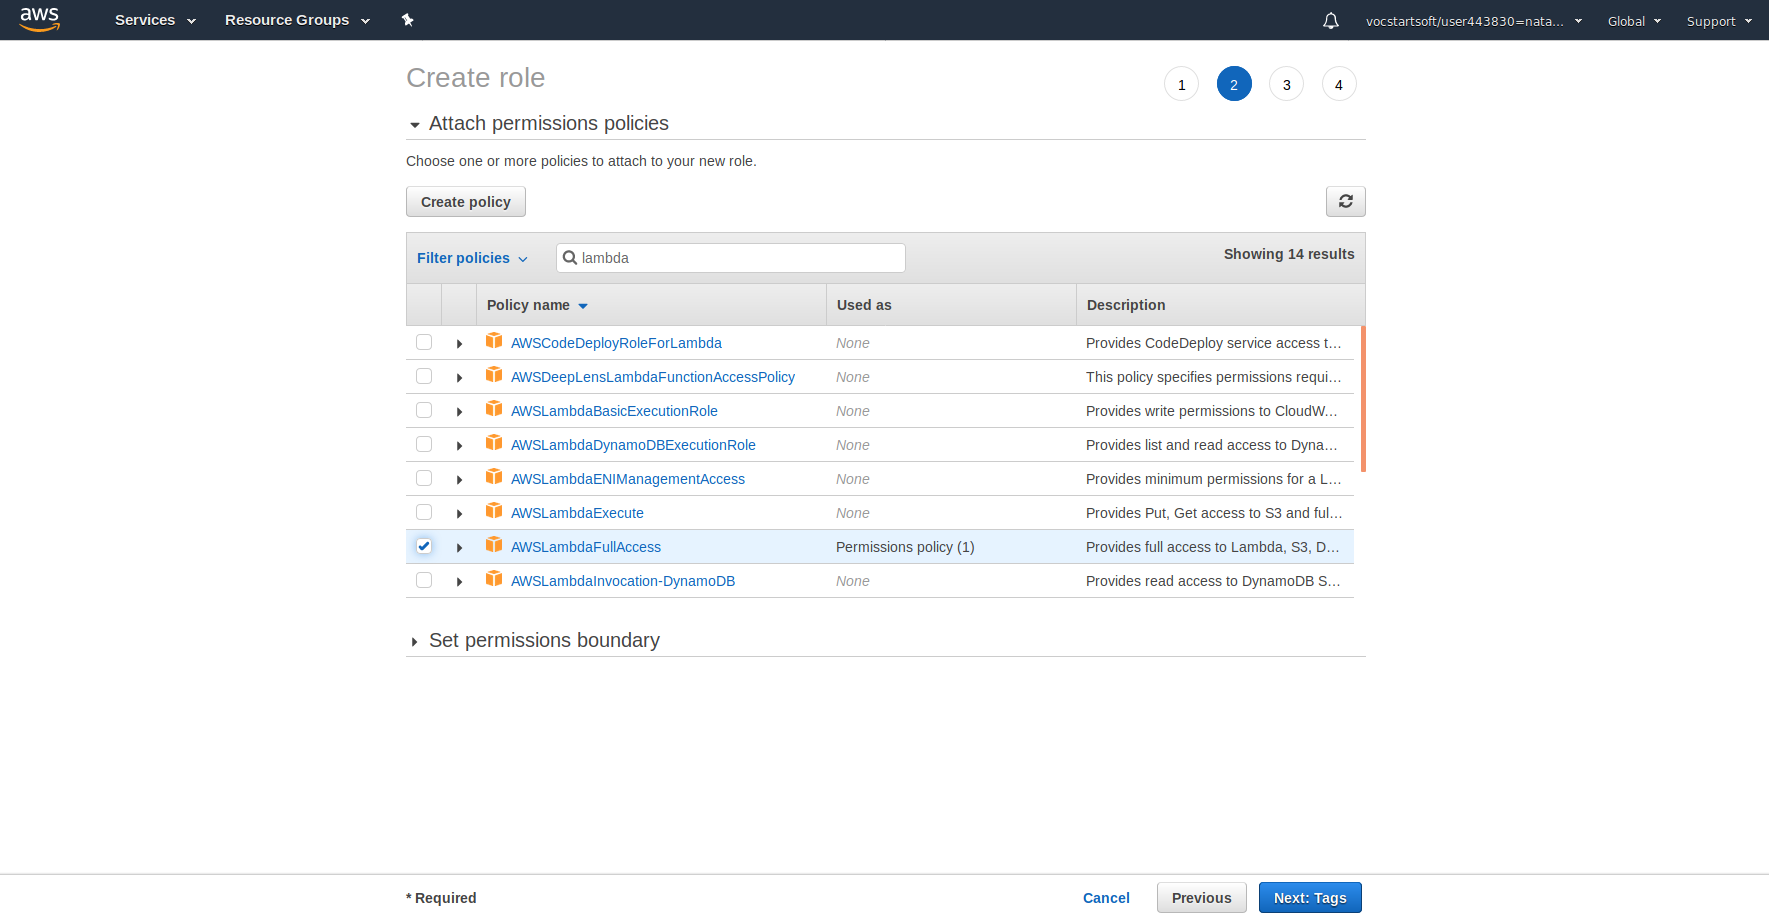 aws Services Resource Groups vocstartsoft/user443830=nata... Global Support
Create role 1 2 3 4
Attach permissions policies
Choose one or more policies to attach to your new role.
Create policy
Filter policies lambda Showing 14 results
Policy name Used as Description
AWSCodeDeployRoleForLambda None Provides CodeDeploy service access t...
AWSDeepLensLambdaFunctionAccessPolicy None This policy specifies permissions requi...
AWSLambdaBasicExecutionRole None Provides write permissions to CloudW...
AWSLambdaDynamoDBExecutionRole None Provides list and read access to Dyna...
AWSLambdaENIManagementAccess None Provides minimum permissions for a L...
AWSLambdaExecute None Provides Put, Get access to S3 and ful...
AWSLambdaFullAccess Permissions policy (1) Provides full access to Lambda, S3, D...
AWSLambdaInvocation-DynamoDB None Provides read access to DynamoDB S...
Set permissions boundary
* Required Cancel Previous Next: Tags